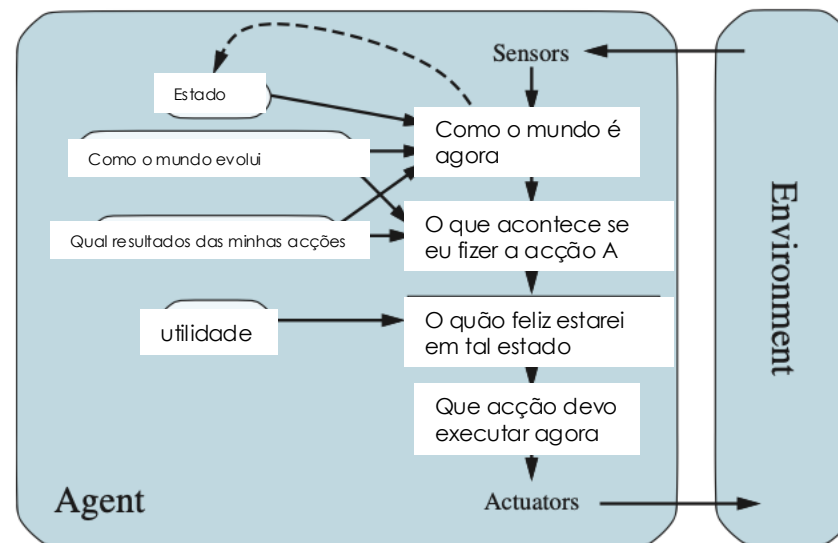 Sensors
Estado
Como o mundo é
agora
Como o mundo evolui
O que acontece se
eu fizer a acção A
Qual resultados das minhas acções
O quão feliz estarei
em tal estado
utilidade
Que acção devo
executar agora
Agent
Actuators
Environment